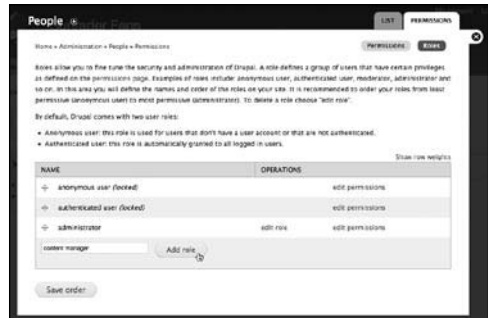 People
LIST
PERMISSIONS
Home » Administration » People » Permissions
Permissions
Roles
Roles allow you to fine tune the security and administration of Drupal. A role defines a group of users that have certain privileges
as defined on the permissions page. Examples of roles include: anonymous user, authenticated user, moderator, administrator and
so on. In this area you will define the names and order of the roles on your site. It is recommended to order your roles from least
permissive (anonymous user) to most permissive (administrator). To delete a role choose "edit role".
By default, Drupal comes with two user roles:
• Anonymous user: this role is used for users that don't have a user account or that are not authenticated.
• Authenticated user: this role is automatically granted to all logged in users.
Show row weights
NAME
OPERATIONS
anonymous user (locked)
edit permissions
authenticated user (locked)
edit permissions
administrator
edit role
edit permissions
content manager
Add role
Save order